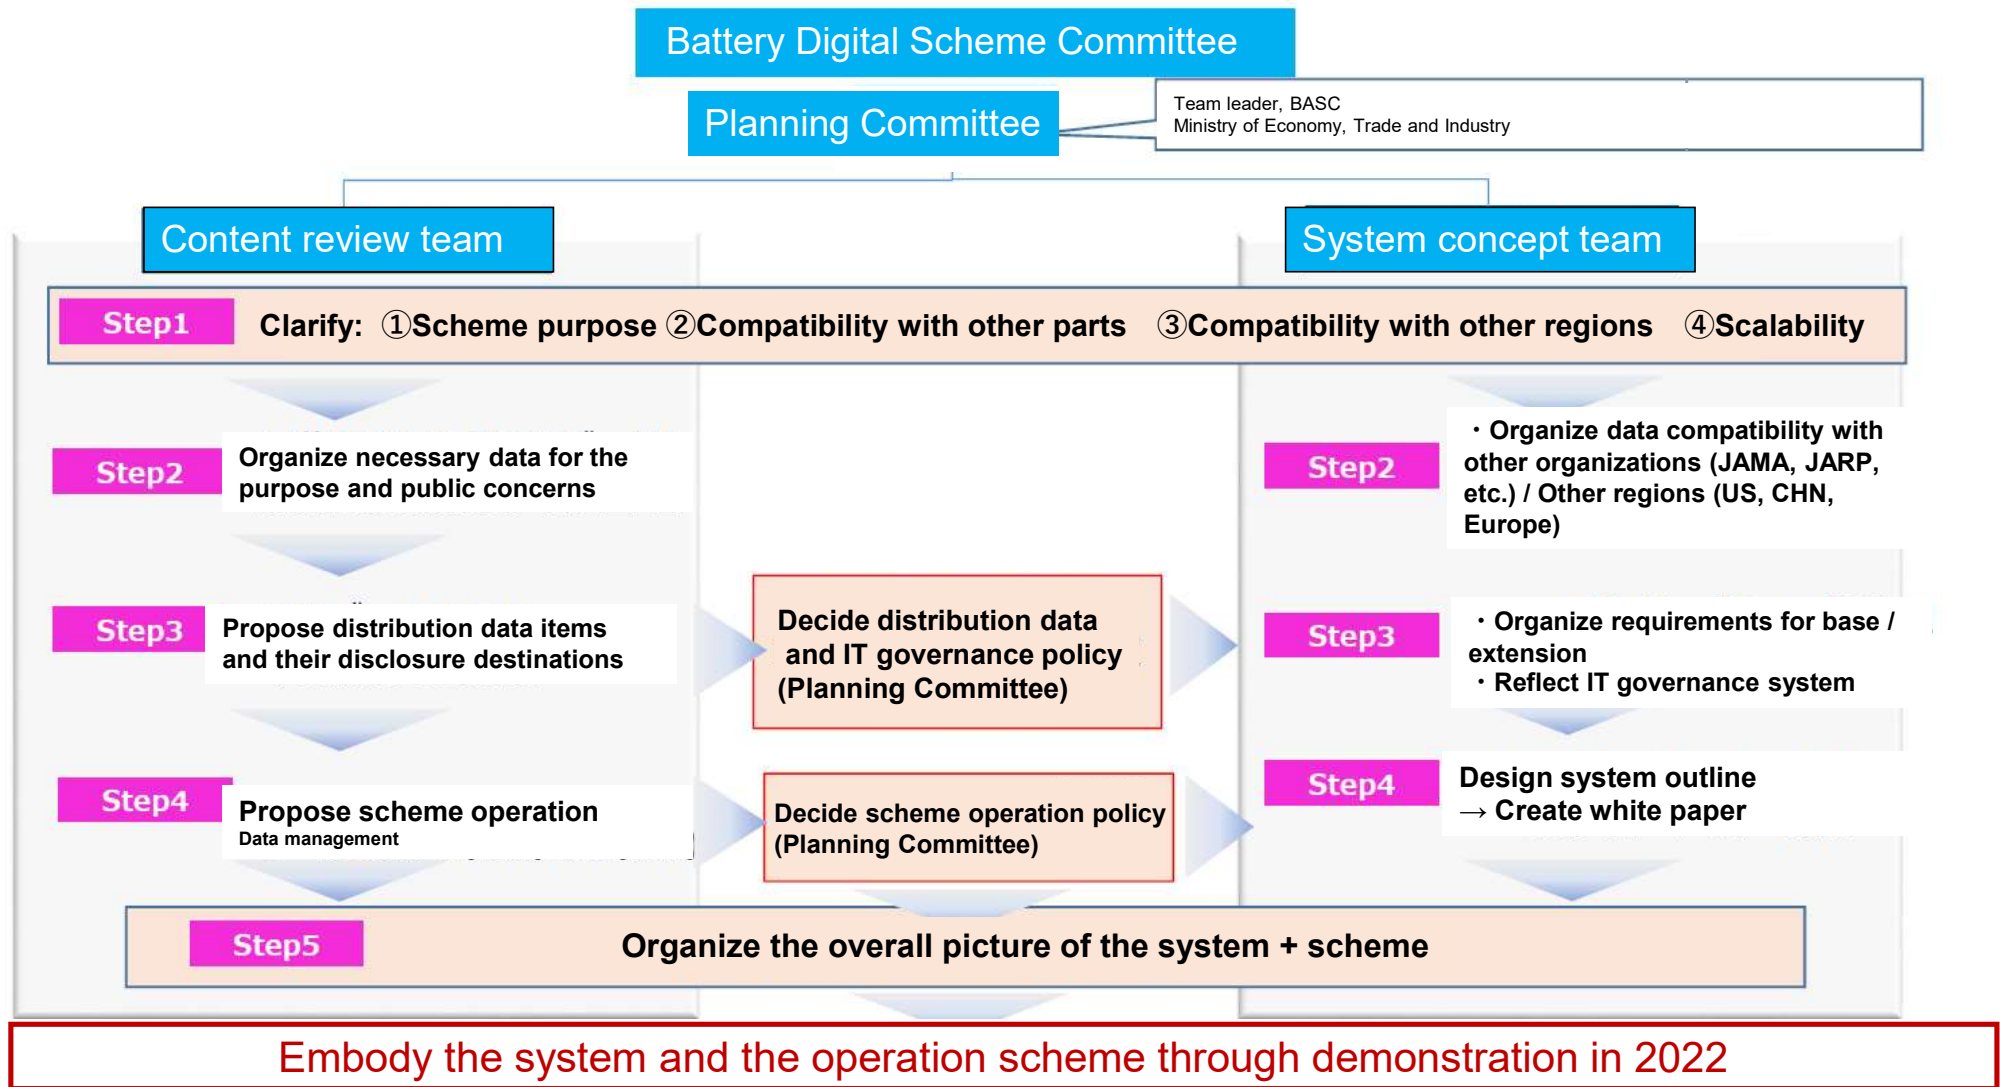 Battery Digital Scheme Committee
Planning Committee
Team leader, BASC
Ministry of Economy, Trade and Industry
Content review team
System concept team
Step1
Clarify: ①Scheme purpose ②Compatibility with other parts ③Compatibility with other regions ④Scalability
Step2
Organize necessary data for the
purpose and public concerns
Step2
・Organize data compatibility with
other organizations (JAMA, JARP,
etc.) / Other regions (US, CHN,
Europe)
Step3
Propose distribution data items
and their disclosure destinations
Decide distribution data
and IT governance policy
(Planning Committee)
Step3
・Organize requirements for base /
extension
・Reflect IT governance system
Step4
Propose scheme operation
Data management
Decide scheme operation policy
(Planning Committee)
Step4
Design system outline
→ Create white paper
Step5
Organize the overall picture of the system + scheme
Embody the system and the operation scheme through demonstration in 2022